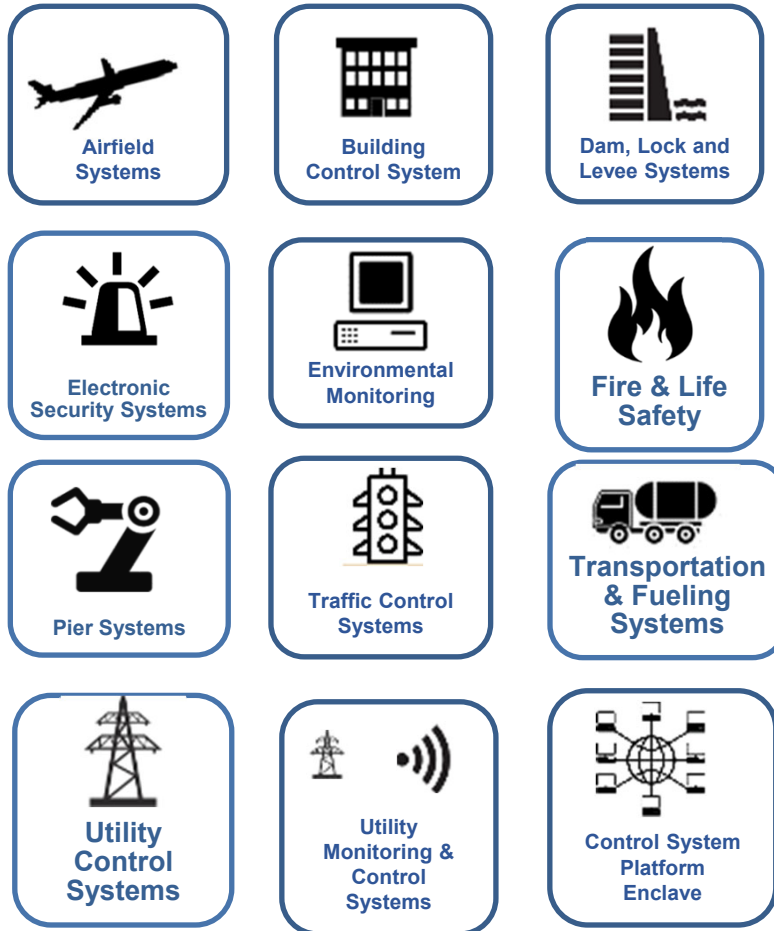 Airfield
Systems
Building
Control System
Dam, Lock and
Levee Systems
Electronic
Security Systems
Environmental
Monitoring
Fire & Life
Safety
Pier Systems
Traffic Control
Systems
Transportation
& Fueling
Systems
Utility
Control
Systems
Utility
Monitoring &
Control
Systems
Control System
Platform
Enclave